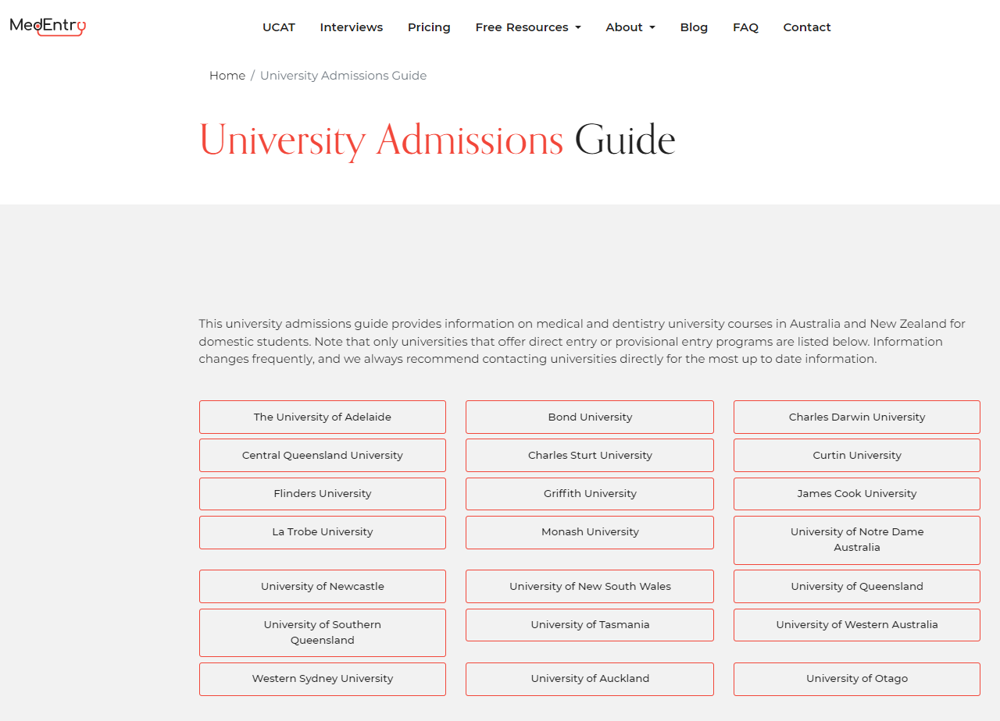 MedEntry
UCAT Interviews Pricing Free Resources About Blog FAQ Contact
Home / University Admissions Guide
University Admissions Guide
This university admissions guide provides information on medical and dentistry university courses in Australia and New Zealand for
domestic students. Note that only universities that offer direct entry or provisional entry programs are listed below. Information
changes frequently, and we always recommend contacting universities directly for the most up to date information.
The University of Adelaide
Bond University
Charles Darwin University
Central Queensland University
Charles Sturt University
Curtin University
Flinders University
Griffith University
James Cook University
La Trobe University
Monash University
University of Notre Dame
Australia
University of Newcastle
University of New South Wales
University of Queensland
University of Southern
Queensland
University of Tasmania
University of Western Australia
Western Sydney University
University of Auckland
University of Otago